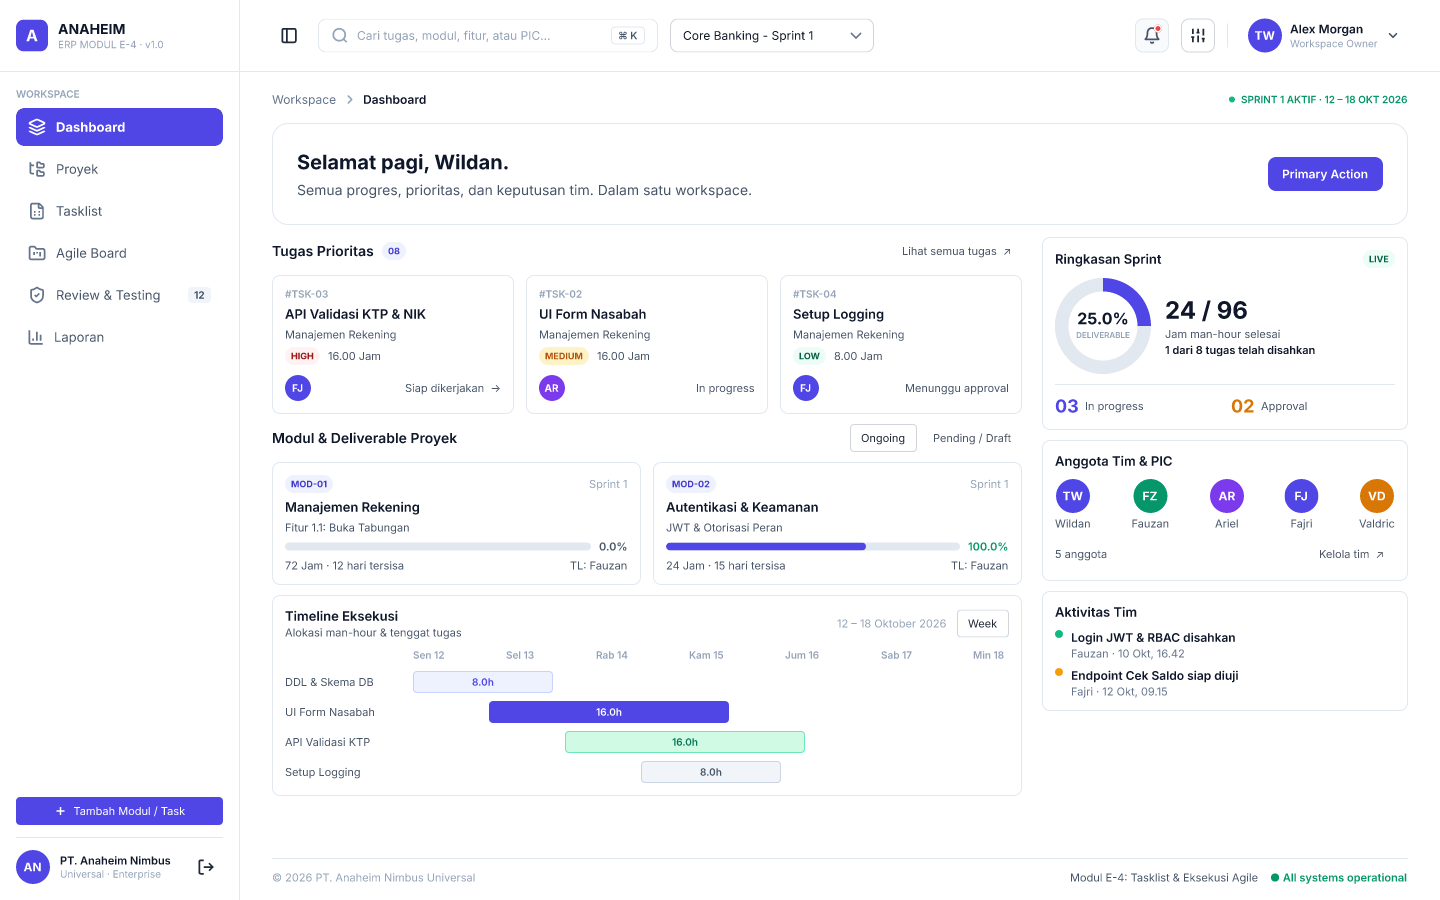 A
ANAHEIM
ERP MODUL E-4 · v1.0
Cari tugas, modul, fitur, atau PIC...
⌘ K
Core Banking - Sprint 1
TW
Alex Morgan
Workspace Owner
WORKSPACE
Dashboard
Proyek
Tasklist
Agile Board
Review & Testing
12
Laporan
Tambah Modul / Task
AN
PT. Anaheim Nimbus
Universal · Enterprise
Workspace
Dashboard
SPRINT 1 AKTIF · 12 – 18 OKT 2026
Selamat pagi, Wildan.
Semua progres, prioritas, dan keputusan tim. Dalam satu workspace.
Primary Action
Tugas Prioritas
08
Lihat semua tugas ↗
#TSK-03
API Validasi KTP & NIK
Manajemen Rekening
HIGH
16.00 Jam
FJ
Siap dikerjakan →
#TSK-02
UI Form Nasabah
Manajemen Rekening
MEDIUM
16.00 Jam
AR
In progress
#TSK-04
Setup Logging
Manajemen Rekening
LOW
8.00 Jam
FJ
Menunggu approval
Modul & Deliverable Proyek
Ongoing
Pending / Draft
MOD-01
Sprint 1
Manajemen Rekening
Fitur 1.1: Buka Tabungan
0.0%
72 Jam · 12 hari tersisa
TL: Fauzan
MOD-02
Sprint 1
Autentikasi & Keamanan
JWT & Otorisasi Peran
100.0%
24 Jam · 15 hari tersisa
TL: Fauzan
Timeline Eksekusi
Alokasi man-hour & tenggat tugas
12 – 18 Oktober 2026
Week
Sen 12
Sel 13
Rab 14
Kam 15
Jum 16
Sab 17
Min 18
DDL & Skema DB
8.0h
UI Form Nasabah
16.0h
API Validasi KTP
16.0h
Setup Logging
8.0h
Ringkasan Sprint
LIVE
25.0%
DELIVERABLE
24 / 96
Jam man-hour selesai
1 dari 8 tugas telah disahkan
03 In progress
02 Approval
Anggota Tim & PIC
TW
FZ
AR
FJ
VD
Wildan
Fauzan
Ariel
Fajri
Valdric
5 anggota
Kelola tim ↗
Aktivitas Tim
Login JWT & RBAC disahkan
Fauzan · 10 Okt, 16.42
Endpoint Cek Saldo siap diuji
Fajri · 12 Okt, 09.15
© 2026 PT. Anaheim Nimbus Universal
Modul E-4: Tasklist & Eksekusi Agile
All systems operational